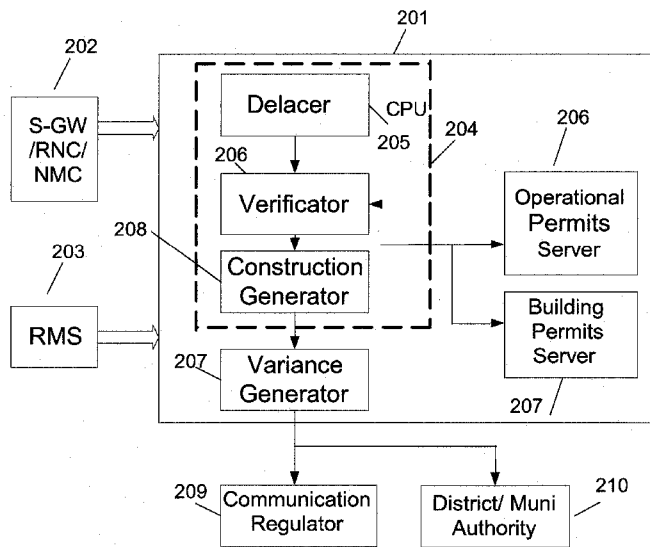 201
202
S-GW
/RNC/
NMC
Delacer
CPU
205
204
206
Verificator
206
Operational
Permits
Server
208
Construction
Generator
203
RMS
Building
Permits
Server
207
Variance
Generator
207
209
Communication
Regulator
District/ Muni
Authority
210